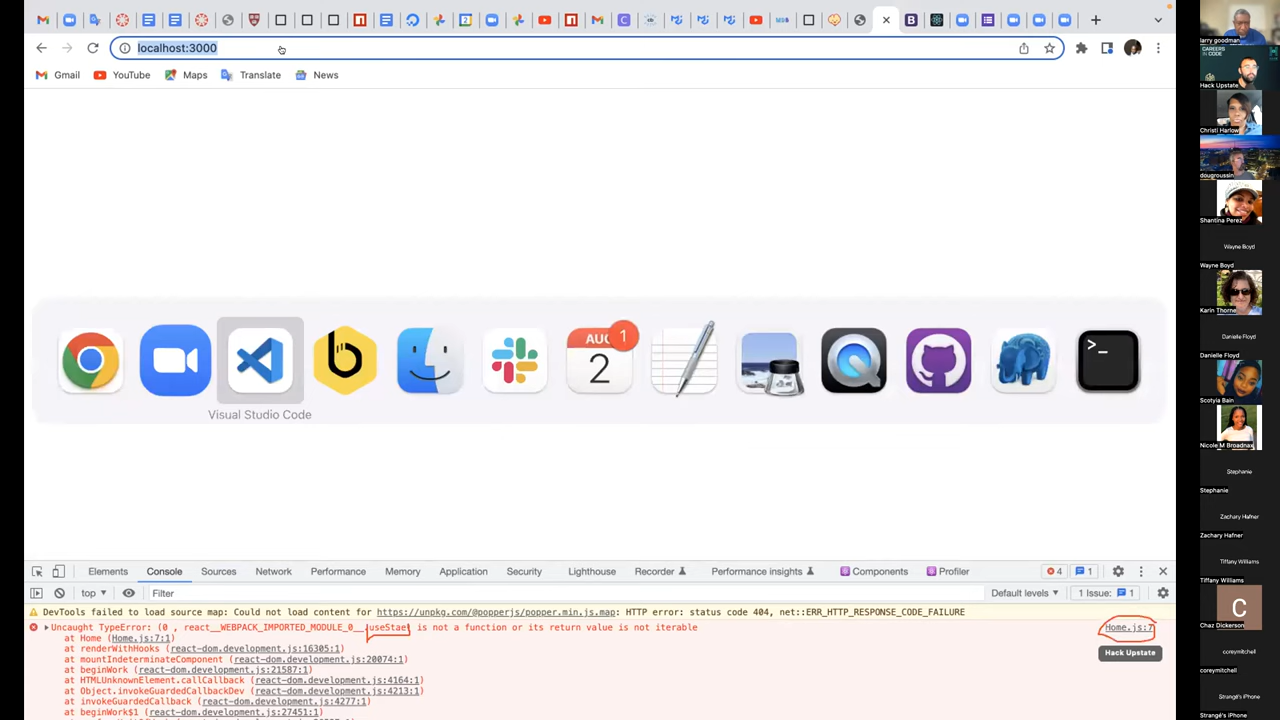 localhost:3000
Gmail
YouTube
Maps
Translate
News
AUG
1
2
>_
Visual Studio Code
Elements
Console
Sources
Network
Performance
Memory
Application
Security
Lighthouse
Recorder
Performance insights
Components
Profiler
4
1
top
Filter
Default levels
1 Issue:
1
DevTools failed to load source map: Could not load content for https://unpkg.com/@popperjs/popper.min.js.map: HTTP error: status code 404, net::ERR_HTTP_RESPONSE_CODE_FAILURE
Uncaught TypeError: (0 , react__WEBPACK_IMPORTED_MODULE_0__.useStaet is not a function or its return value is not iterable
Home.js:7
at Home (Home.js:7:1)
at renderWithHooks (react-dom.development.js:16305:1)
at mountIndeterminateComponent (react-dom.development.js:20074:1)
at beginWork (react-dom.development.js:21587:1)
at HTMLUnknownElement.callCallback (react-dom.development.js:4164:1)
at Object.invokeGuardedCallbackDev (react-dom.development.js:4213:1)
at invokeGuardedCallback (react-dom.development.js:4277:1)
at beginWork$1 (react-dom.development.js:27451:1)
Hack Upstate
larry goodman
CAREERS
IN CODE
Hack Upstate
Christi Harlow
dougroussin
Shantina Perez
Wayne Boyd
Wayne Boyd
Karin Thorne
Danielle Floyd
Danielle Floyd
Scotyia Bain
Nicole M Broadnax
Stephanie
Stephanie
Zachary Hafner
Zachary Hafner
Tiffany Williams
Tiffany Williams
C
Chaz Dickerson
coreymitchell
coreymitchell
Strangé's iPhone
Strangé's iPhone